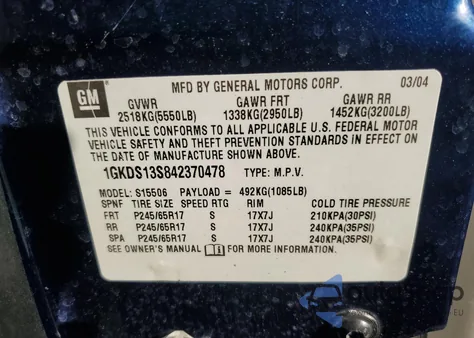 GM
MFD BY GENERAL MOTORS CORP. 03/04
GVWR GAWR FRT GAWR RR
2518KG(5550LB) 1338KG(2950LB) 1452KG(3200LB)
THIS VEHICLE CONFORMS TO ALL APPLICABLE U.S. FEDERAL MOTOR
VEHICLE SAFETY AND THEFT PREVENTION STANDARDS IN EFFECT ON
THE DATE OF MANUFACTURE SHOWN ABOVE.
1GKDS13S842370478 TYPE: M.P.V.
MODEL: S15506 PAYLOAD = 492KG(1085LB)
SPNF TIRE SIZE SPEED RTG RIM COLD TIRE PRESSURE
FRT P245/65R17 S 17X7J 210KPA(30PSI)
RR P245/65R17 S 17X7J 240KPA(35PSI)
SPA P245/65R17 S 17X7J 240KPA(35PSI)
SEE OWNER'S MANUAL FOR MORE INFORMATION.